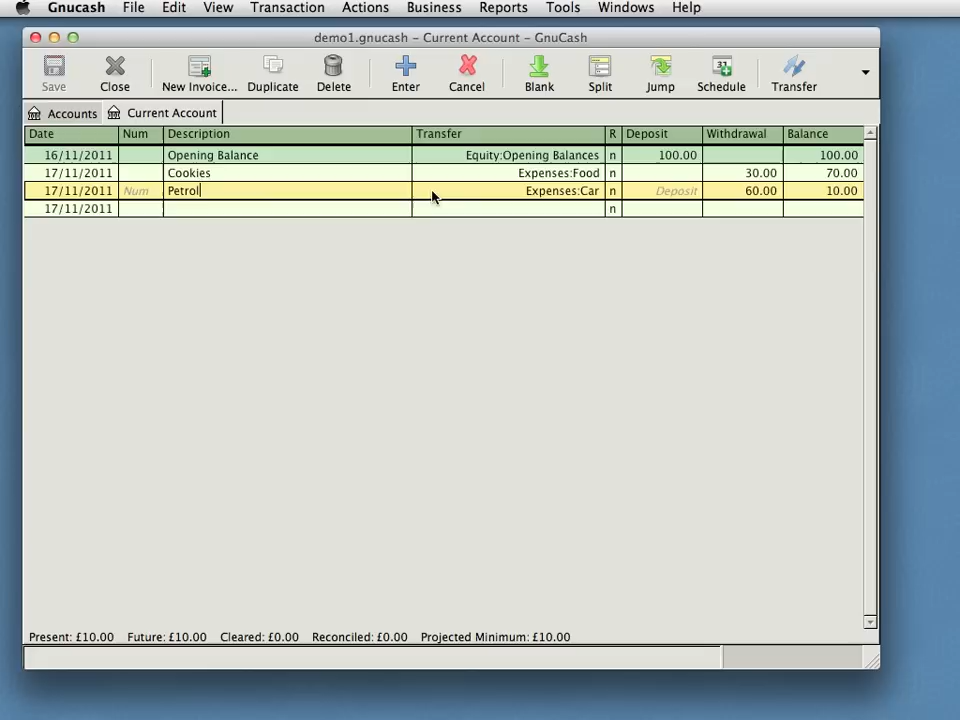 Gnucash File Edit View Transaction Actions Business Reports Tools Windows Help
demo1.gnucash – Current Account – GnuCash
Save Close New Invoice... Duplicate Delete Enter Cancel Blank Split Jump Schedule Transfer
Accounts Current Account
Date Num Description Transfer R Deposit Withdrawal Balance
16/11/2011 Opening Balance Equity:Opening Balances n 100.00 100.00
17/11/2011 Cookies Expenses:Food n 30.00 70.00
17/11/2011 Num Petrol Expenses:Car n Deposit 60.00 10.00
17/11/2011 n
Present: £10.00 Future: £10.00 Cleared: £0.00 Reconciled: £0.00 Projected Minimum: £10.00